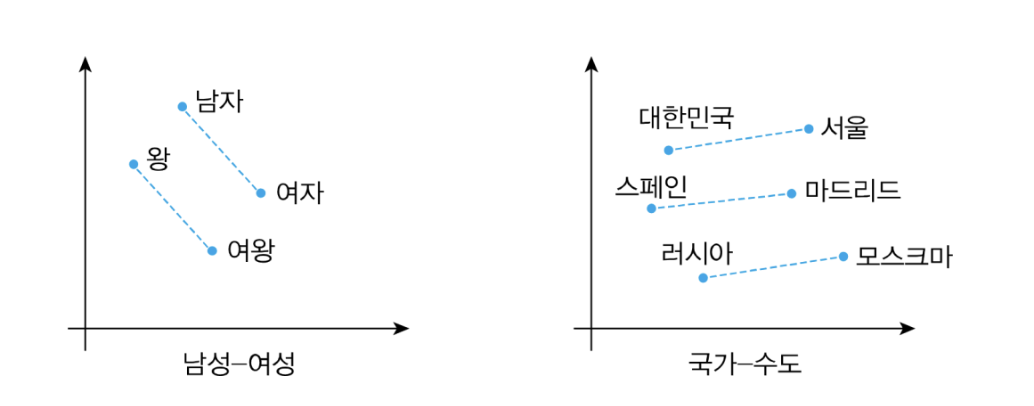 남자
왕
여자
여왕
남성–여성
대한민국
서울
스페인
마드리드
러시아
모스크마
국가–수도